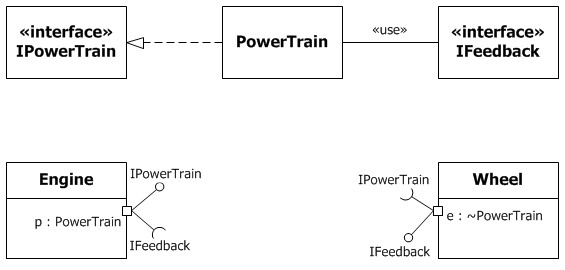 «interface»
IPowerTrain
PowerTrain
«use»
«interface»
IFeedback
Engine
p : PowerTrain
IPowerTrain
IFeedback
IPowerTrain
IFeedback
Wheel
e : ~PowerTrain